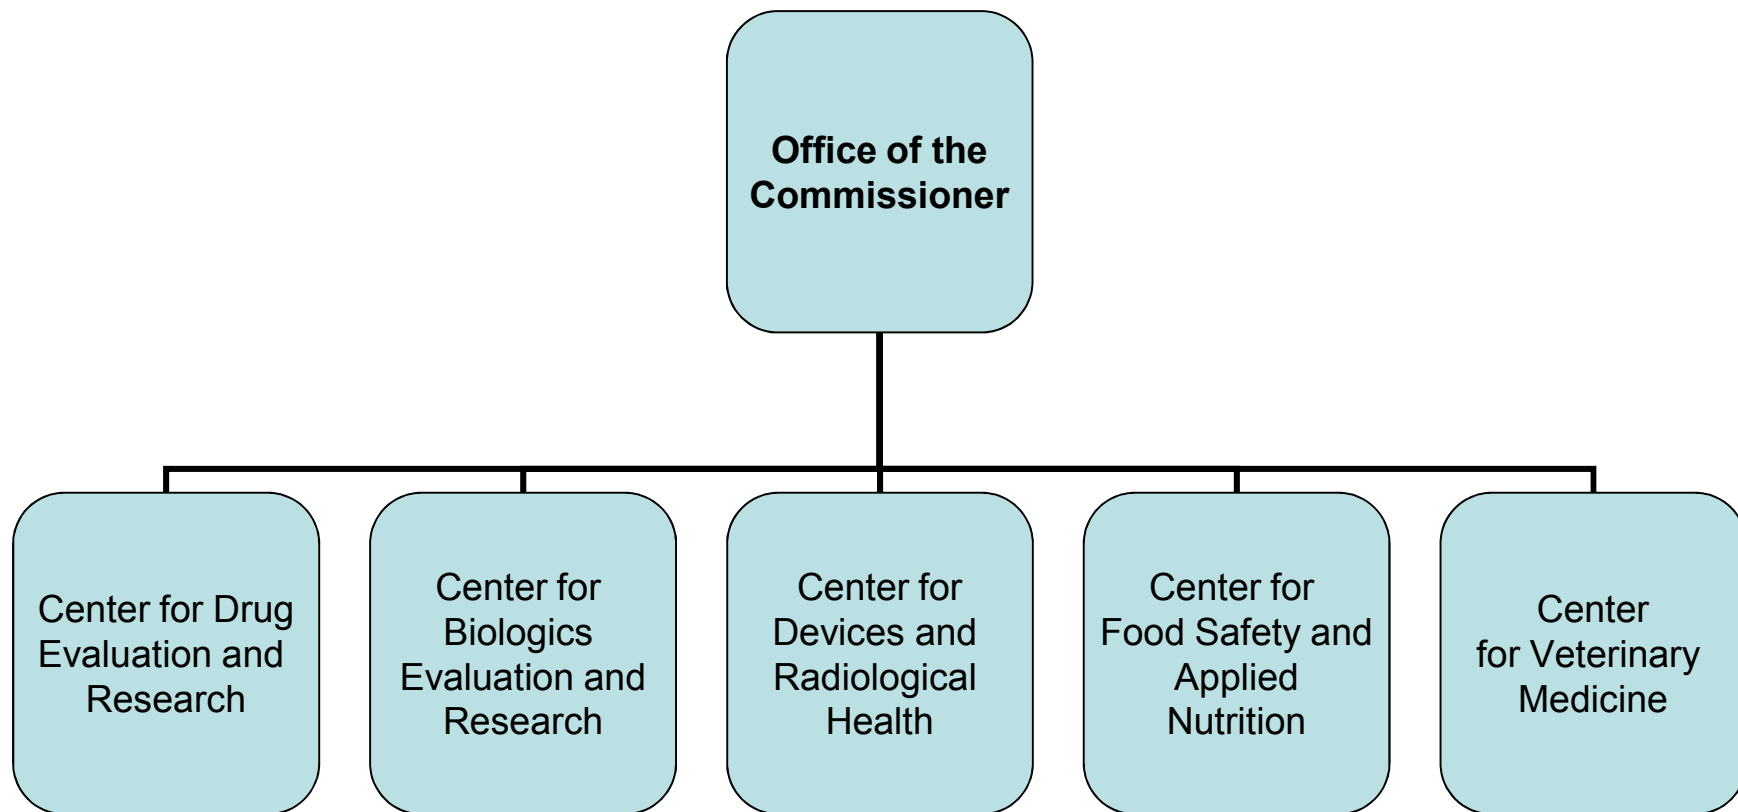 Office of the
Commissioner
Center for Drug
Evaluation and
Research
Center for
Biologics
Evaluation and
Research
Center for
Devices and
Radiological
Health
Center for
Food Safety and
Applied
Nutrition
Center
for Veterinary
Medicine